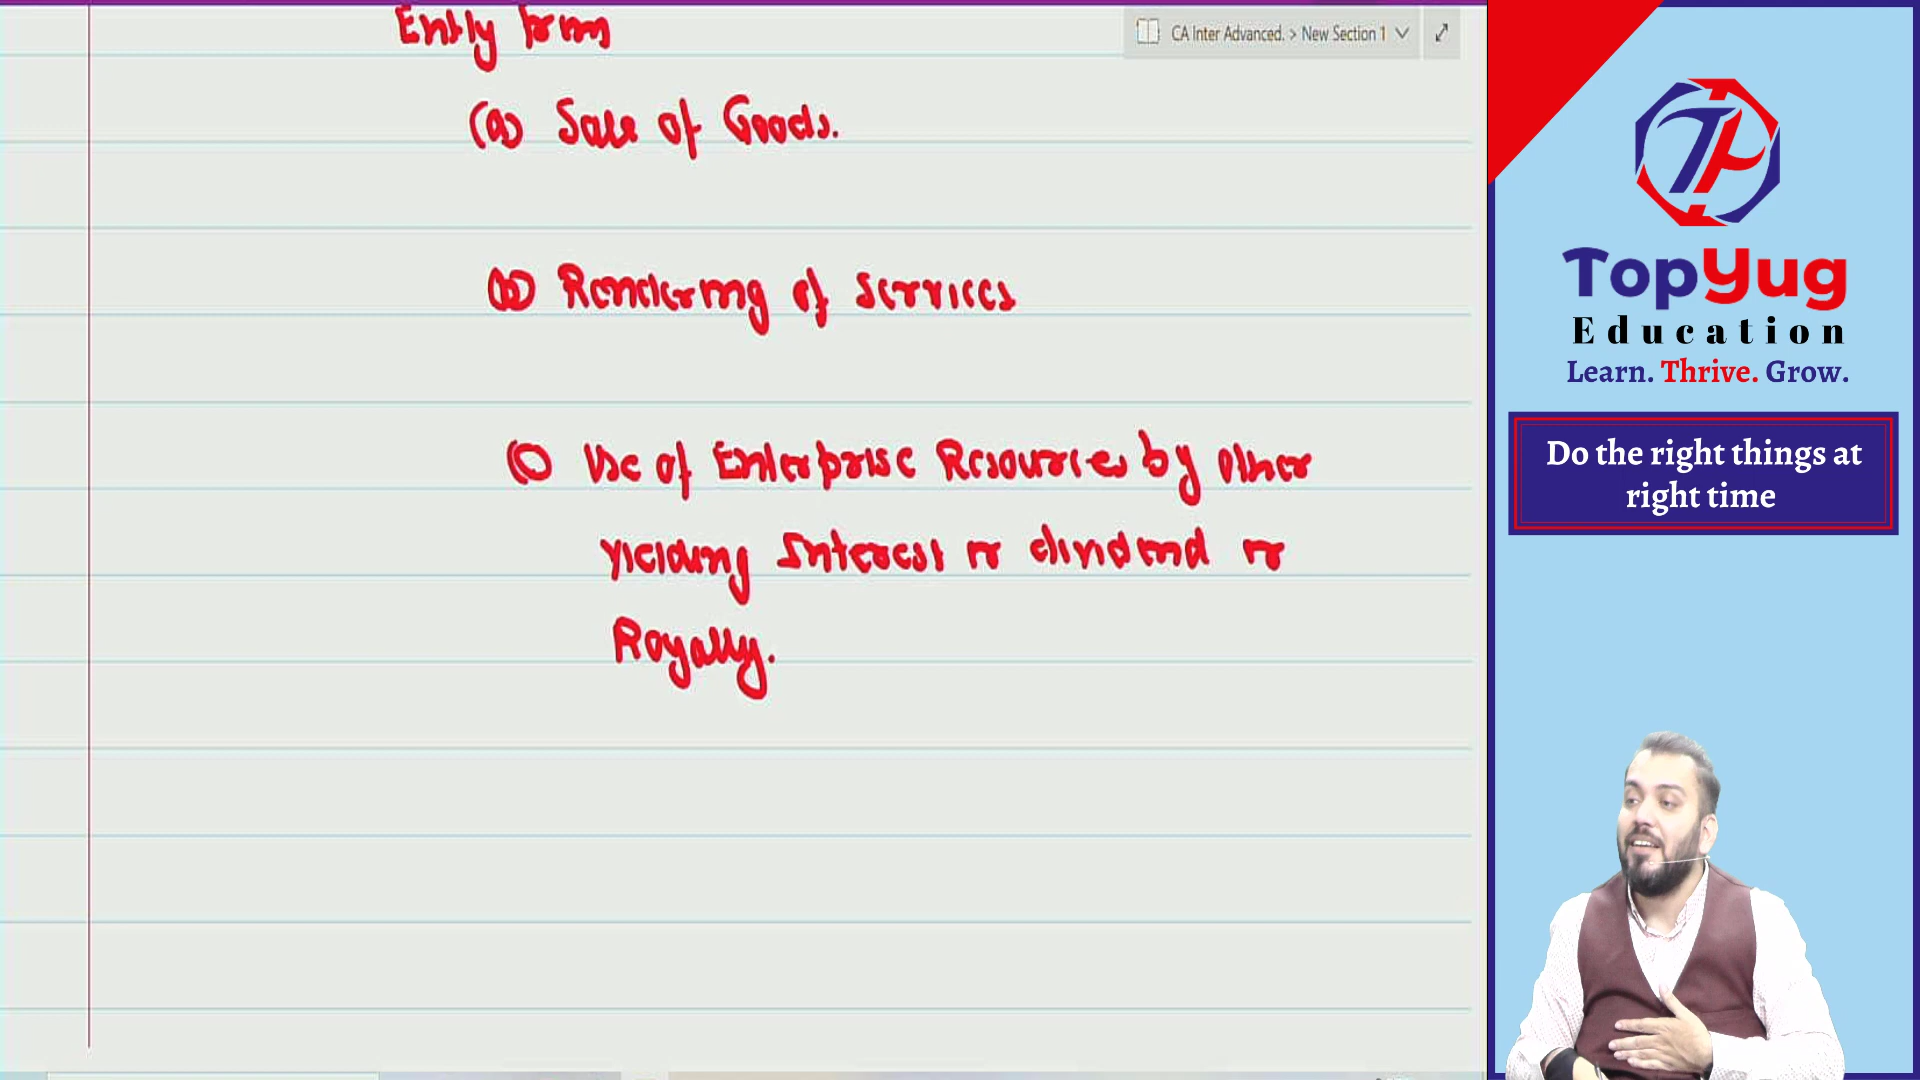 Entity from
CA Inter Advanced. > New Section 1
(a) Sale of Goods.
(b) Rendering of services
(c) Use of Enterprise Resources by other
yielding Interest or dividend or
Royalty.
TopYug
Education
Learn. Thrive. Grow.
Do the right things at
right time